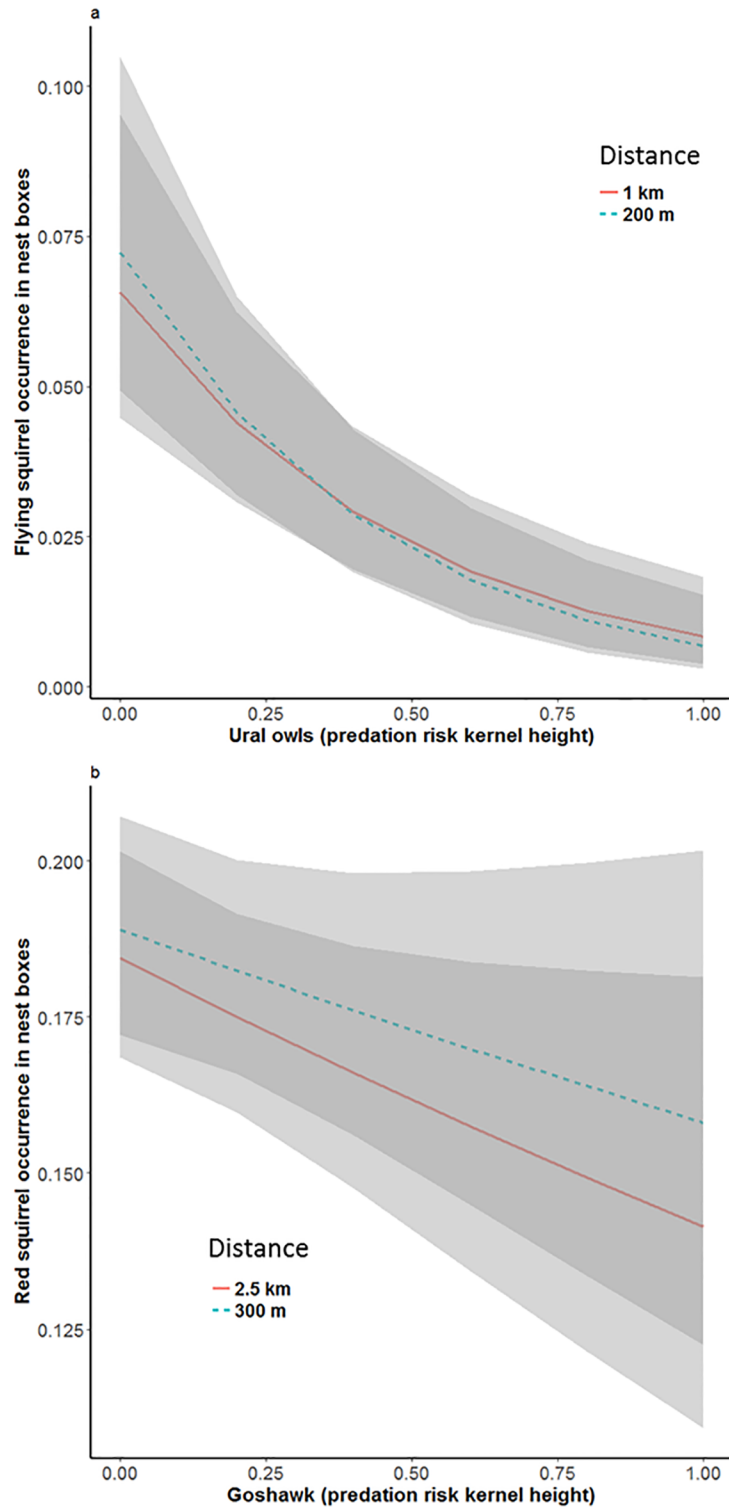 a
Flying squirrel occurrence in nest boxes
0.100
0.075
0.050
0.025
0.000
Distance
1 km
200 m
0.00 0.25 0.50 0.75 1.00
Ural owls (predation risk kernel height)
b
Red squirrel occurrence in nest boxes
0.200
0.175
0.150
0.125
Distance
2.5 km
300 m
0.00 0.25 0.50 0.75 1.00
Goshawk (predation risk kernel height)